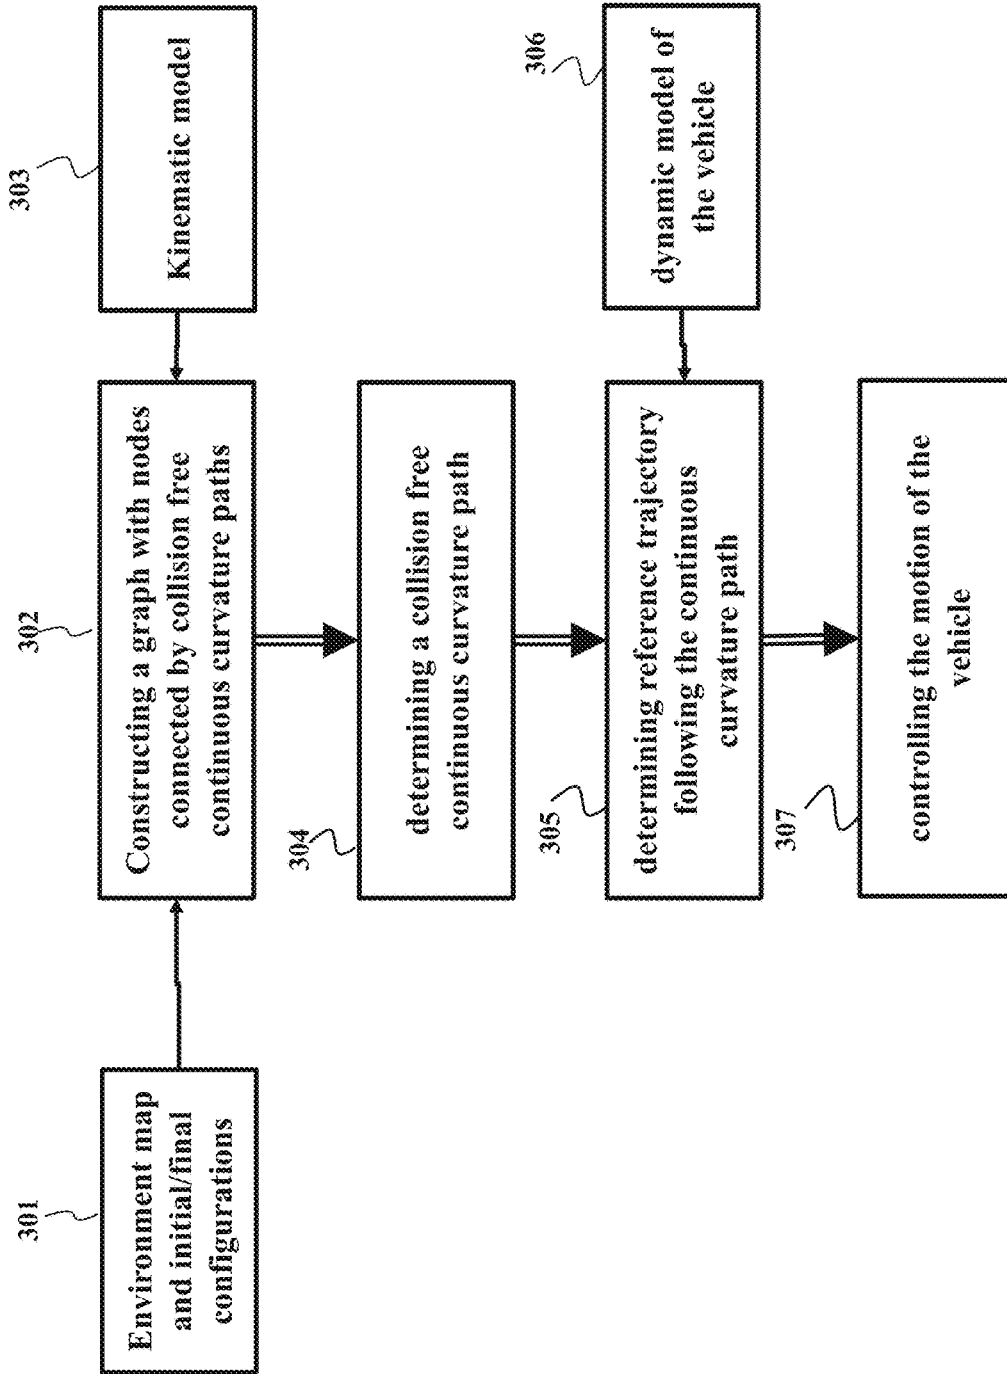 301
Environment map
and initial/final
configurations
302
Constructing a graph with nodes
connected by collision free
continuous curvature paths
303
Kinematic model
304
determining a collision free
continuous curvature path
305
determining reference trajectory
following the continuous
curvature path
306
dynamic model of
the vehicle
307
controlling the motion of the
vehicle